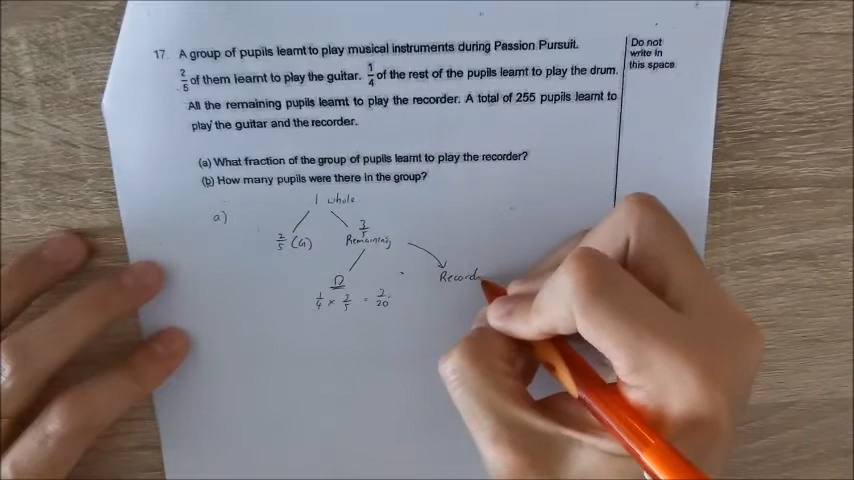 17. A group of pupils learnt to play musical instruments during Passion Pursuit.
2/5 of them learnt to play the guitar. 1/4 of the rest of the pupils learnt to play the drum.
All the remaining pupils learnt to play the recorder. A total of 255 pupils learnt to
play the guitar and the recorder.
Do not
write in
this space
(a) What fraction of the group of pupils learnt to play the recorder?
(b) How many pupils were there in the group?
a)
1 whole
2/5 (G)
3/5
Remaining
D
Record
1/4 × 3/5 = 3/20